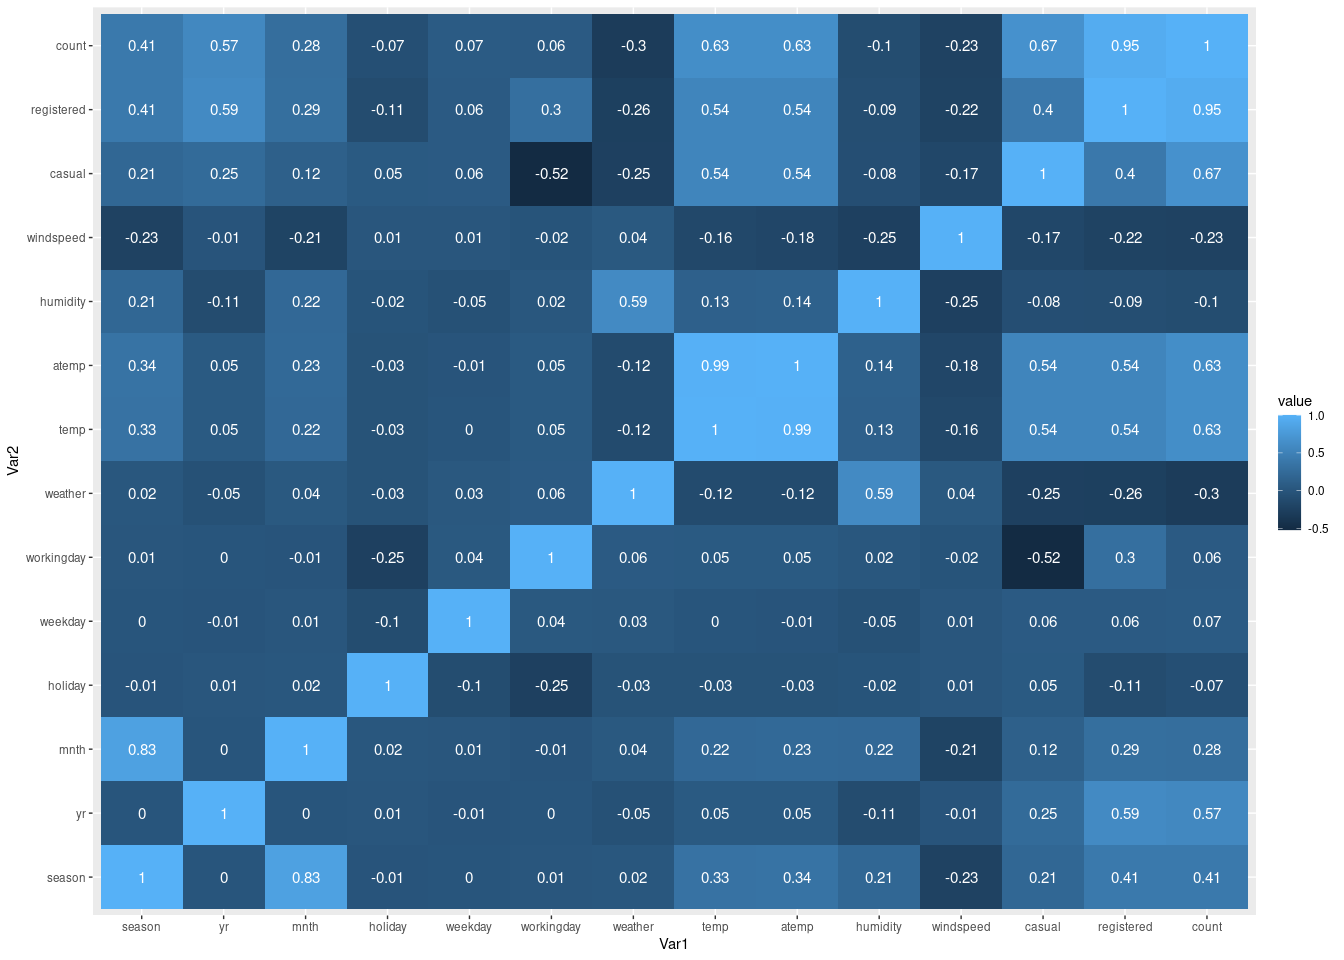 count 0.41 0.57 0.28 -0.07 0.07 0.06 -0.3 0.63 0.63 -0.1 -0.23 0.67 0.95 1
registered 0.41 0.59 0.29 -0.11 0.06 0.3 -0.26 0.54 0.54 -0.09 -0.22 0.4 1 0.95
casual 0.21 0.25 0.12 0.05 0.06 -0.52 -0.25 0.54 0.54 -0.08 -0.17 1 0.4 0.67
windspeed -0.23 -0.01 -0.21 0.01 0.01 -0.02 0.04 -0.16 -0.18 -0.25 1 -0.17 -0.22 -0.23
humidity 0.21 -0.11 0.22 -0.02 -0.05 0.02 0.59 0.13 0.14 1 -0.25 -0.08 -0.09 -0.1
atemp 0.34 0.05 0.23 -0.03 -0.01 0.05 -0.12 0.99 1 0.14 -0.18 0.54 0.54 0.63
temp 0.33 0.05 0.22 -0.03 0 0.05 -0.12 1 0.99 0.13 -0.16 0.54 0.54 0.63
weather 0.02 -0.05 0.04 -0.03 0.03 0.06 1 -0.12 -0.12 0.59 0.04 -0.25 -0.26 -0.3
workingday 0.01 0 -0.01 -0.25 0.04 1 0.06 0.05 0.05 0.02 -0.02 -0.52 0.3 0.06
weekday 0 -0.01 0.01 -0.1 1 0.04 0.03 0 -0.01 -0.05 0.01 0.06 0.06 0.07
holiday -0.01 0.01 0.02 1 -0.1 -0.25 -0.03 -0.03 -0.03 -0.02 0.01 0.05 -0.11 -0.07
mnth 0.83 0 1 0.02 0.01 -0.01 0.04 0.22 0.23 0.22 -0.21 0.12 0.29 0.28
yr 0 1 0 0.01 -0.01 0 -0.05 0.05 0.05 -0.11 -0.01 0.25 0.59 0.57
season 1 0 0.83 -0.01 0 0.01 0.02 0.33 0.34 0.21 -0.23 0.21 0.41 0.41
season yr mnth holiday weekday workingday weather temp atemp humidity windspeed casual registered count
Var1
Var2
value
1.0
0.5
0.0
-0.5